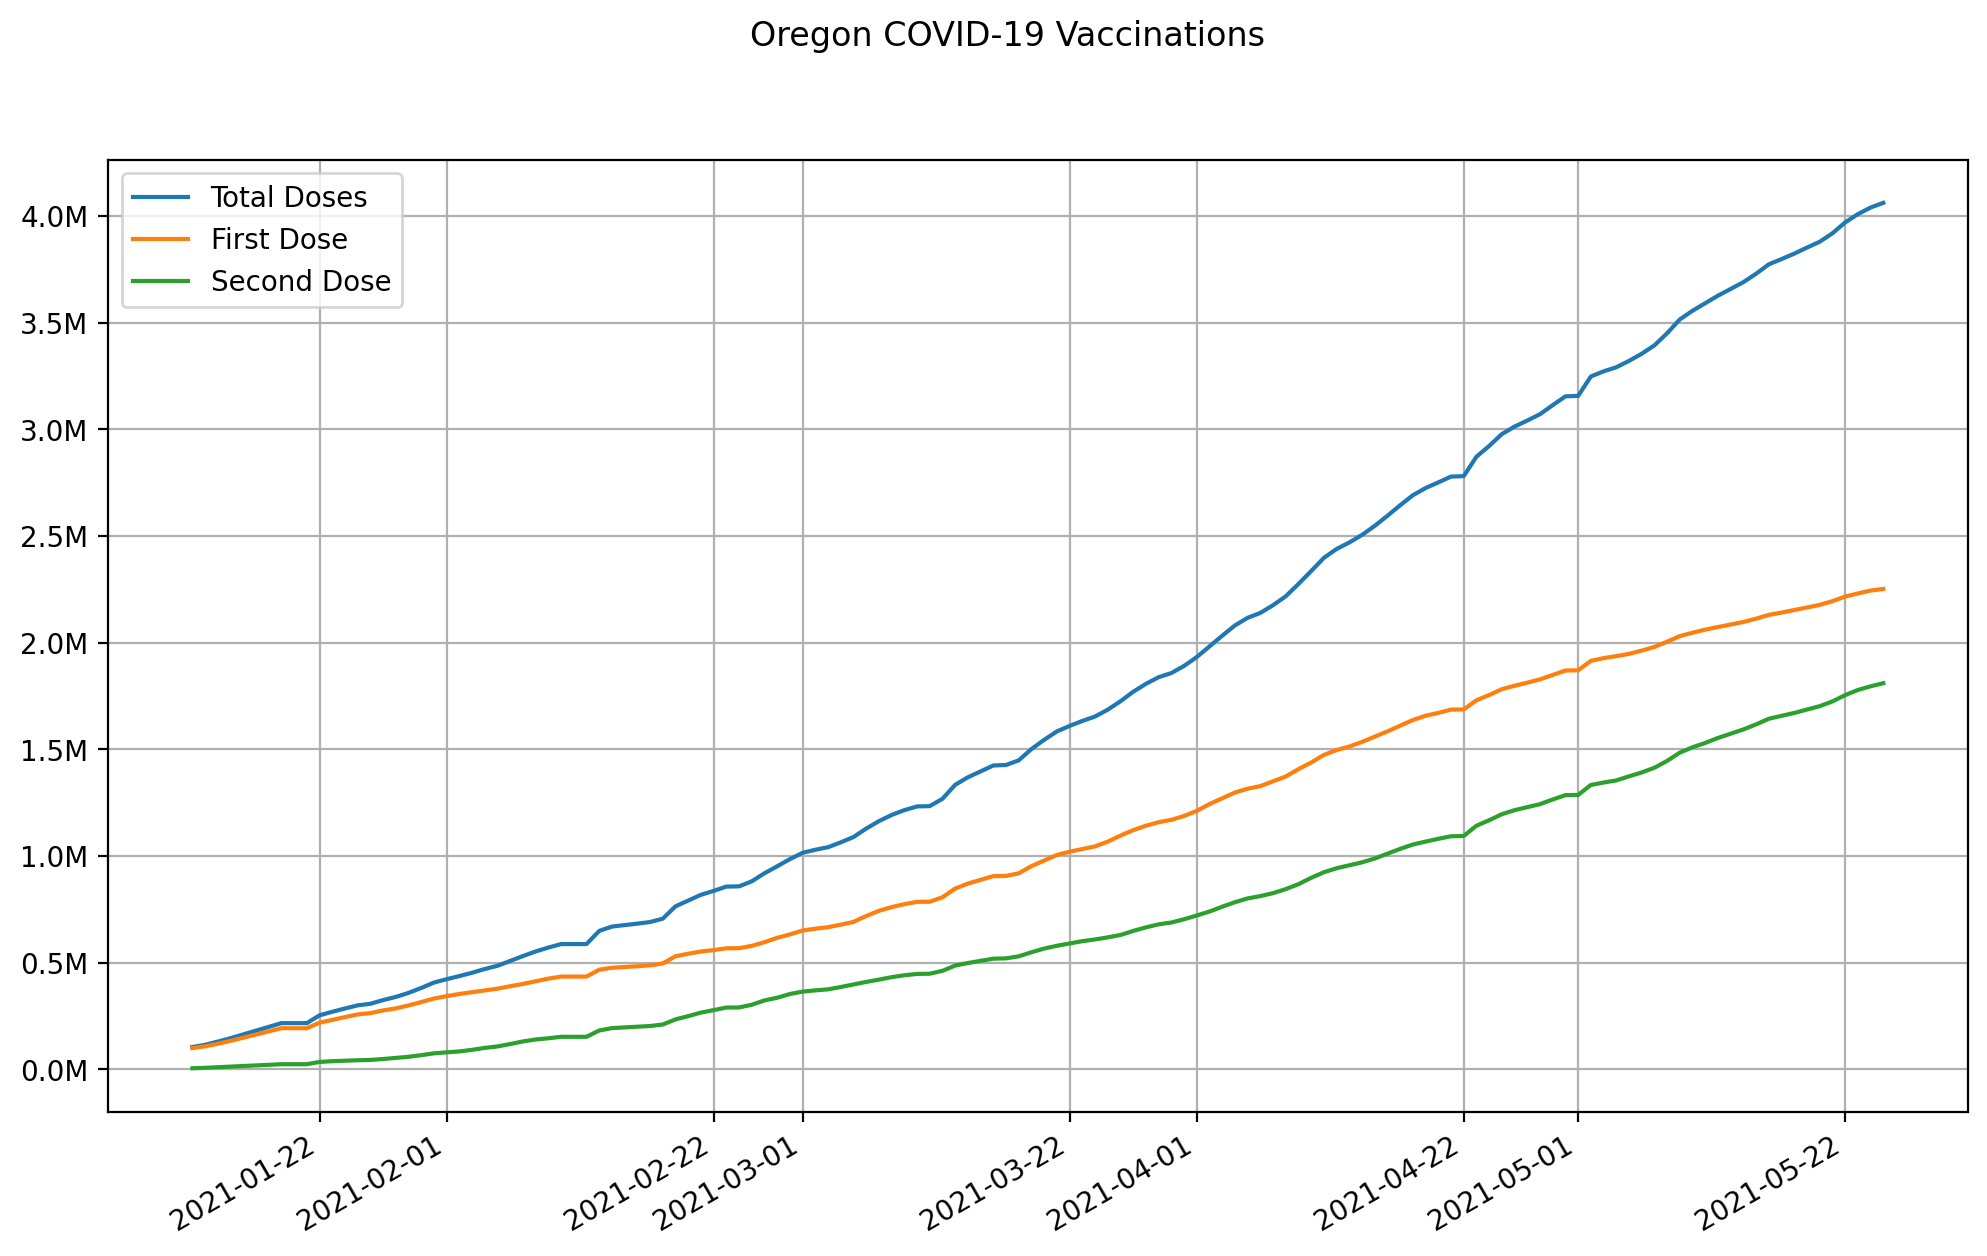 Oregon COVID-19 Vaccinations
Total Doses
First Dose
Second Dose
4.0M
3.5M
3.0M
2.5M
2.0M
1.5M
1.0M
0.5M
0.0M
2021-01-22
2021-02-01
2021-02-22
2021-03-01
2021-03-22
2021-04-01
2021-04-22
2021-05-01
2021-05-22